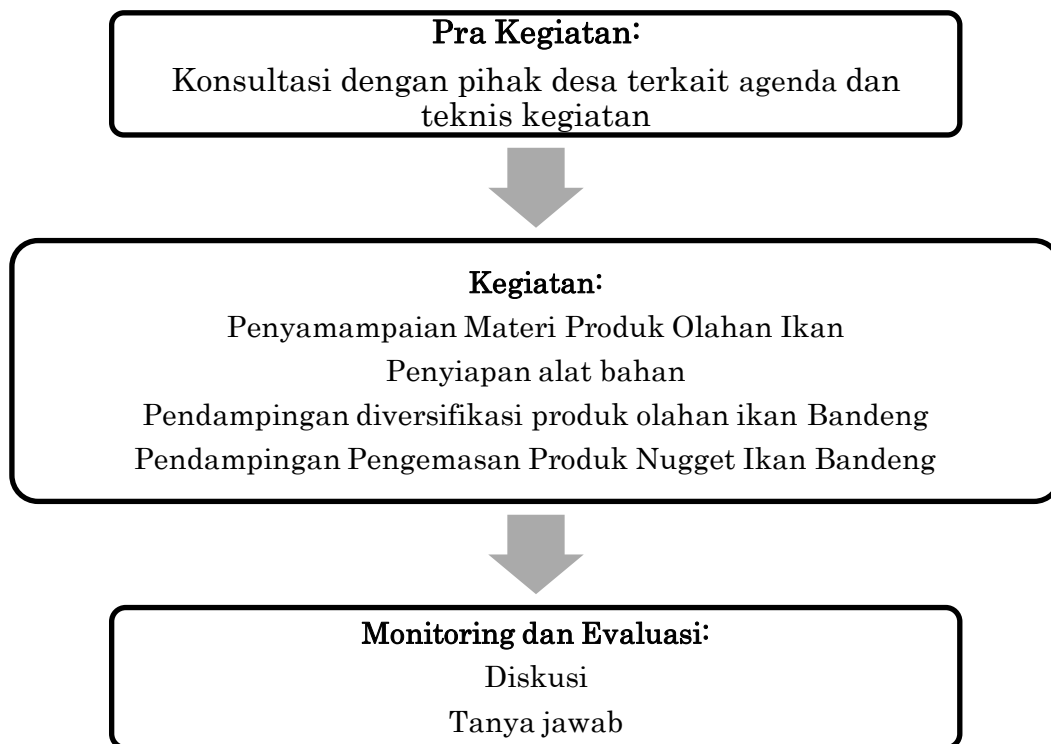 Pra Kegiatan:
Konsultasi dengan pihak desa terkait agenda dan
teknis kegiatan
Kegiatan:
Penyamampaian Materi Produk Olahan Ikan
Penyiapan alat bahan
Pendampingan diversifikasi produk olahan ikan Bandeng
Pendampingan Pengemasan Produk Nugget Ikan Bandeng
Monitoring dan Evaluasi:
Diskusi
Tanya jawab